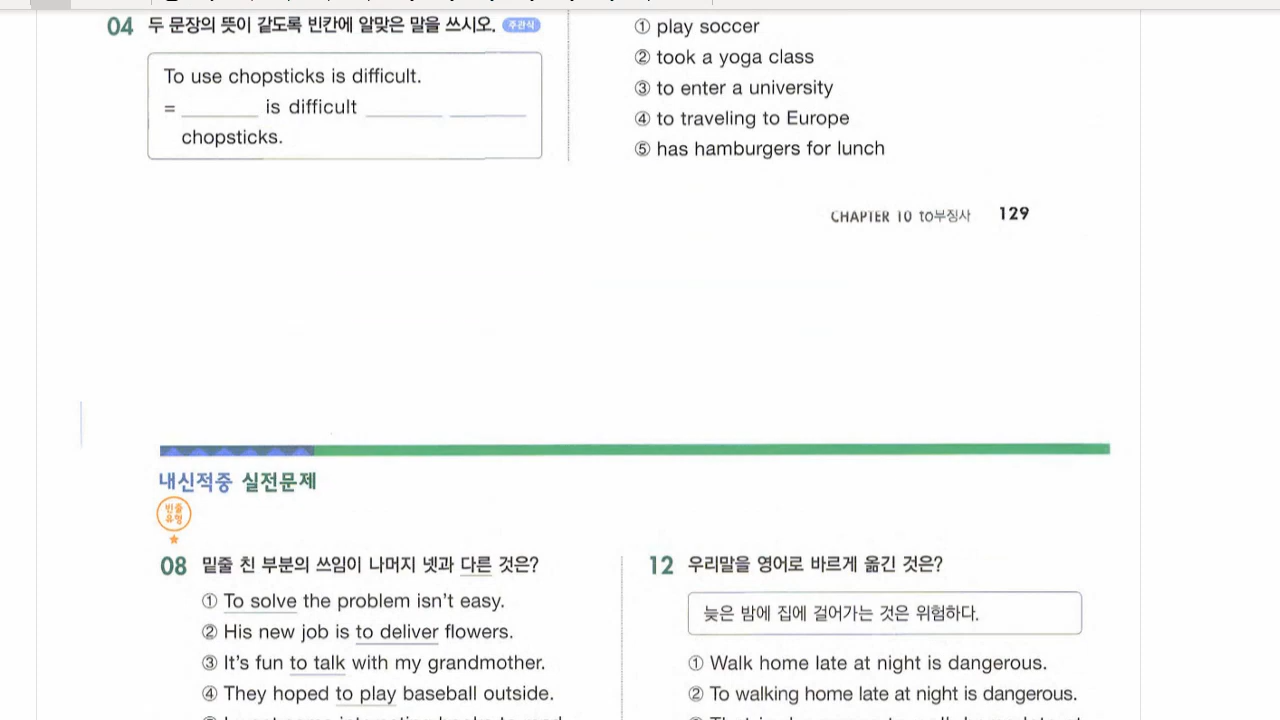 04 두 문장의 뜻이 같도록 빈칸에 알맞은 말을 쓰시오. 주관식
To use chopsticks is difficult.
= ________ is difficult ________ ________
chopsticks.
① play soccer
② took a yoga class
③ to enter a university
④ to traveling to Europe
⑤ has hamburgers for lunch
CHAPTER 10 to부정사 129
내신적중 실전문제
빈출
유형
08 밑줄 친 부분의 쓰임이 나머지 넷과 다른 것은?
① To solve the problem isn't easy.
② His new job is to deliver flowers.
③ It's fun to talk with my grandmother.
④ They hoped to play baseball outside.
12 우리말을 영어로 바르게 옮긴 것은?
늦은 밤에 집에 걸어가는 것은 위험하다.
① Walk home late at night is dangerous.
② To walking home late at night is dangerous.